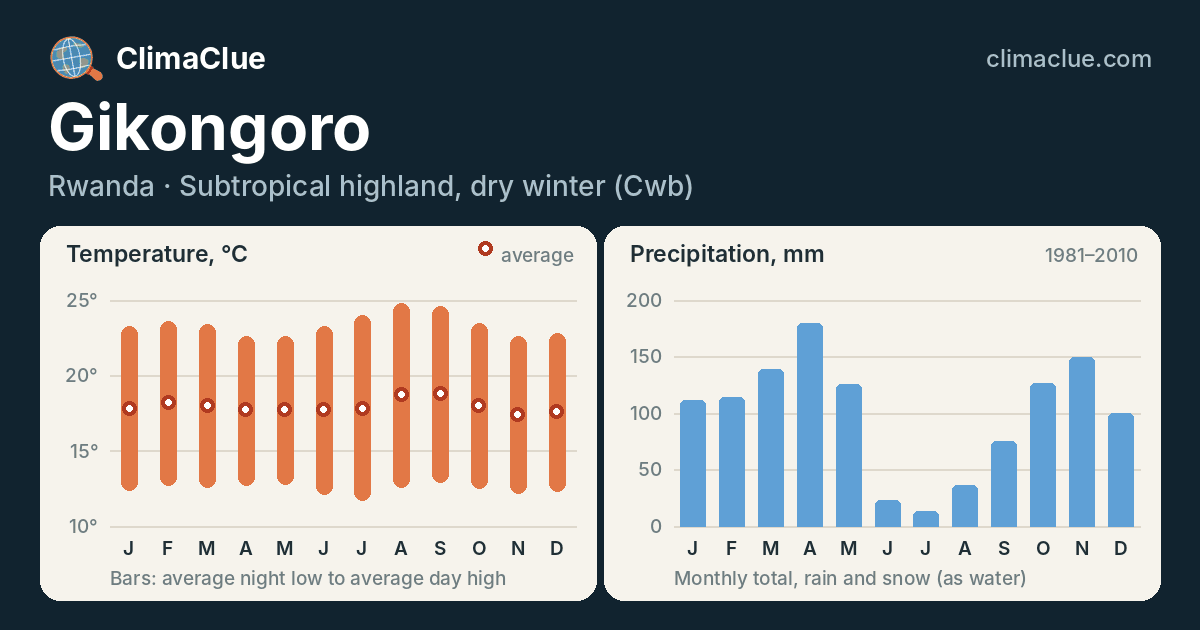 ClimaClue
climaclue.com
Gikongoro
Rwanda · Subtropical highland, dry winter (Cwb)
Temperature, °C
average
25°
20°
15°
10°
J F M A M J J A S O N D
Bars: average night low to average day high
Precipitation, mm
1981–2010
200
150
100
50
0
J F M A M J J A S O N D
Monthly total, rain and snow (as water)